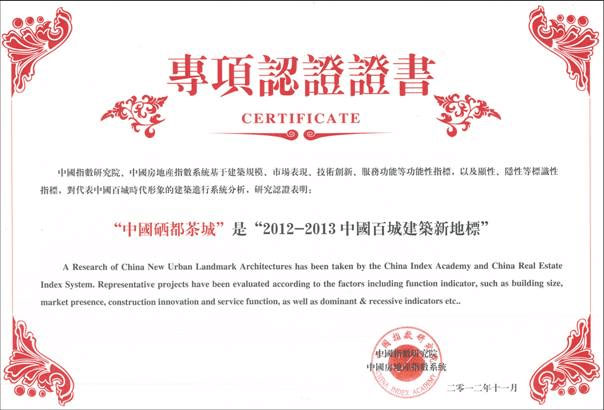 專項認證證書
CERTIFICATE
中國指數研究院、中國房地產指數系統基于建築規模、市場表現、技術創新、服務功能等功能性指標，以及顯性、隱性等標識性
指標，對代表中國百城時代形象的建築進行系統分析，研究認證表明：
“中國硒都茶城”是“2012-2013中國百城建築新地標”
A Research of China New Urban Landmark Architectures has been taken by the China Index Academy and China Real Estate
Index System. Representative projects have been evaluated according to the factors including function indicator, such as building size,
market presence, construction innovation and service function, as well as dominant & recessive indicators etc..
中國指數研究院
CHINA INDEX ACADEMY
中國指數研究院
中國房地產指數系統
二零一二年十一月